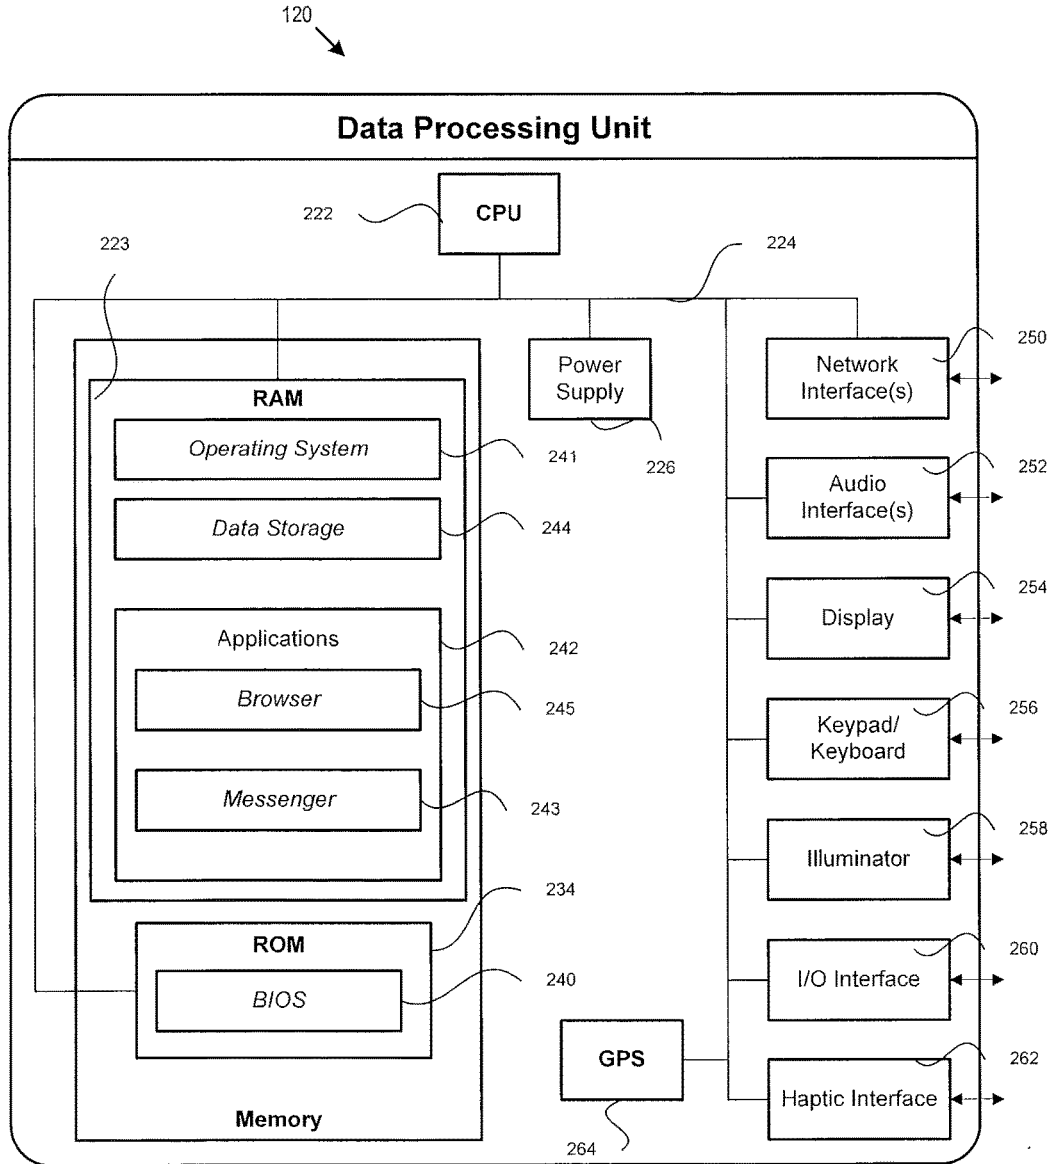 120
Data Processing Unit
222
CPU
223
224
RAM
Operating System
241
Data Storage
244
Applications
242
Browser
245
Messenger
243
234
ROM
BIOS
240
Memory
Power
Supply
226
GPS
264
Network
Interface(s)
250
Audio
Interface(s)
252
Display
254
Keypad/
Keyboard
256
Illuminator
258
I/O Interface
260
Haptic Interface
262